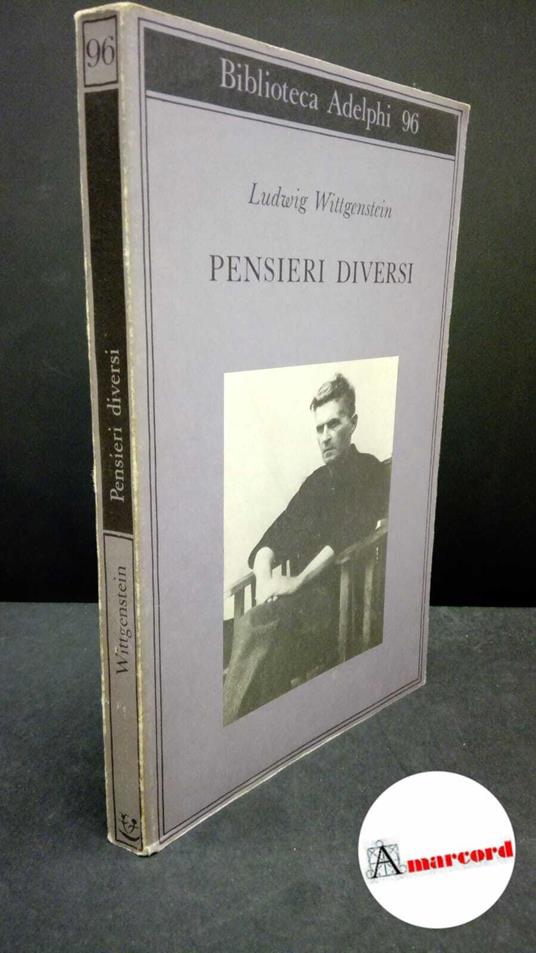 96
Pensieri diversi
Wittgenstein
Biblioteca Adelphi 96
Ludwig Wittgenstein
PENSIERI DIVERSI
Amarcord